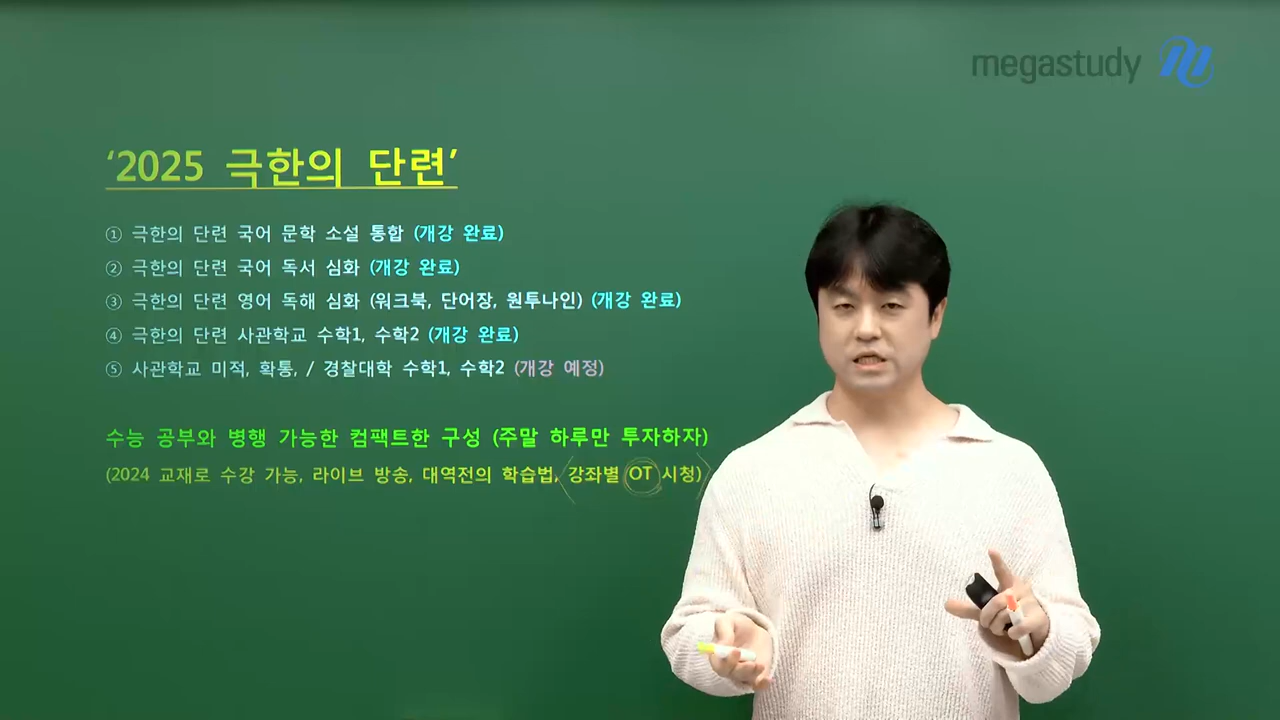 megastudy
‘2025 극한의 단련’
① 극한의 단련 국어 문학 소설 통합 (개강 완료)
② 극한의 단련 국어 독서 심화 (개강 완료)
③ 극한의 단련 영어 독해 심화 (워크북, 단어장, 원투나인) (개강 완료)
④ 극한의 단련 사관학교 수학1, 수학2 (개강 완료)
⑤ 사관학교 미적, 확통, / 경찰대학 수학1, 수학2 (개강 예정)
수능 공부와 병행 가능한 컴팩트한 구성 (주말 하루만 투자하자)
(2024 교재로 수강 가능, 라이브 방송, 대역전의 학습법, 강좌별 OT 시청)